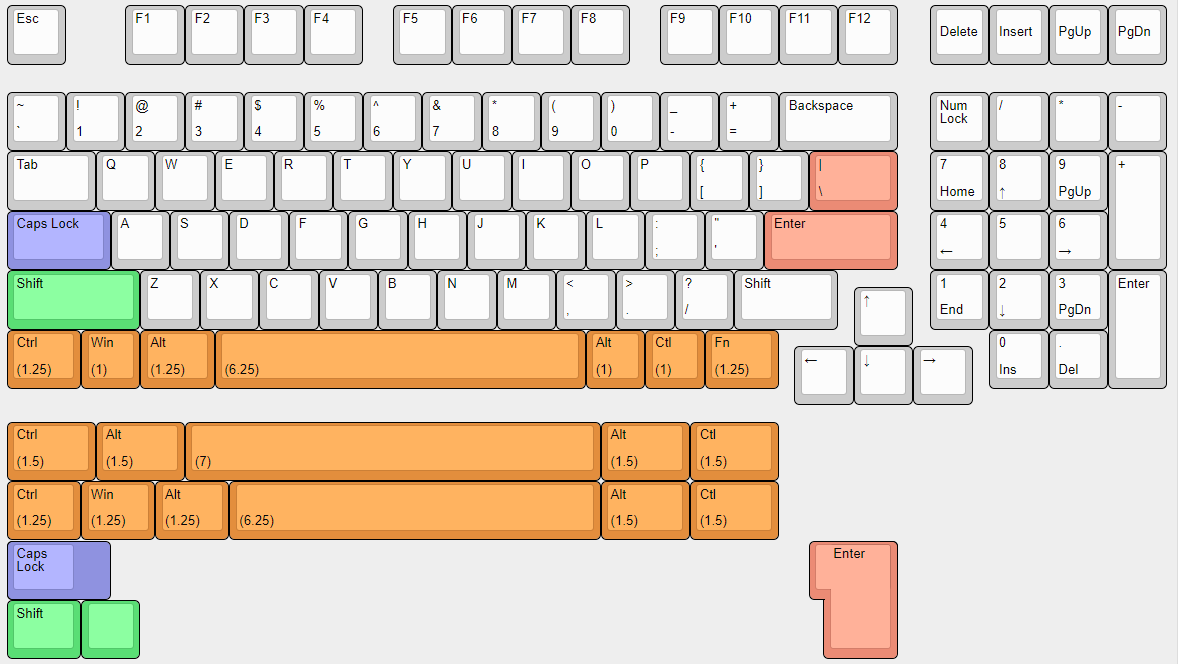 Esc F1 F2 F3 F4 F5 F6 F7 F8 F9 F10 F11 F12 Delete Insert PgUp PgDn
~ ! @ # $ % ^ & * ( ) _ + Backspace Num / * -
` 1 2 3 4 5 6 7 8 9 0 - = Lock
Tab Q W E R T Y U I O P { } | 7 8 9 +
[ ] \ Home ↑ PgUp
Caps Lock A S D F G H J K L : " Enter 4 5 6
; ' ← →
Shift Z X C V B N M < > ? Shift ↑ 1 2 3 Enter
, . / End ↓ PgDn
Ctrl Win Alt Alt Ctl Fn ← ↓ → 0 .
(1.25) (1) (1.25) (6.25) (1) (1) (1.25) Ins Del
Ctrl Alt Alt Ctl
(1.5) (1.5) (7) (1.5) (1.5)
Ctrl Win Alt Alt Ctl
(1.25) (1.25) (1.25) (6.25) (1.5) (1.5)
Caps Enter
Lock
Shift